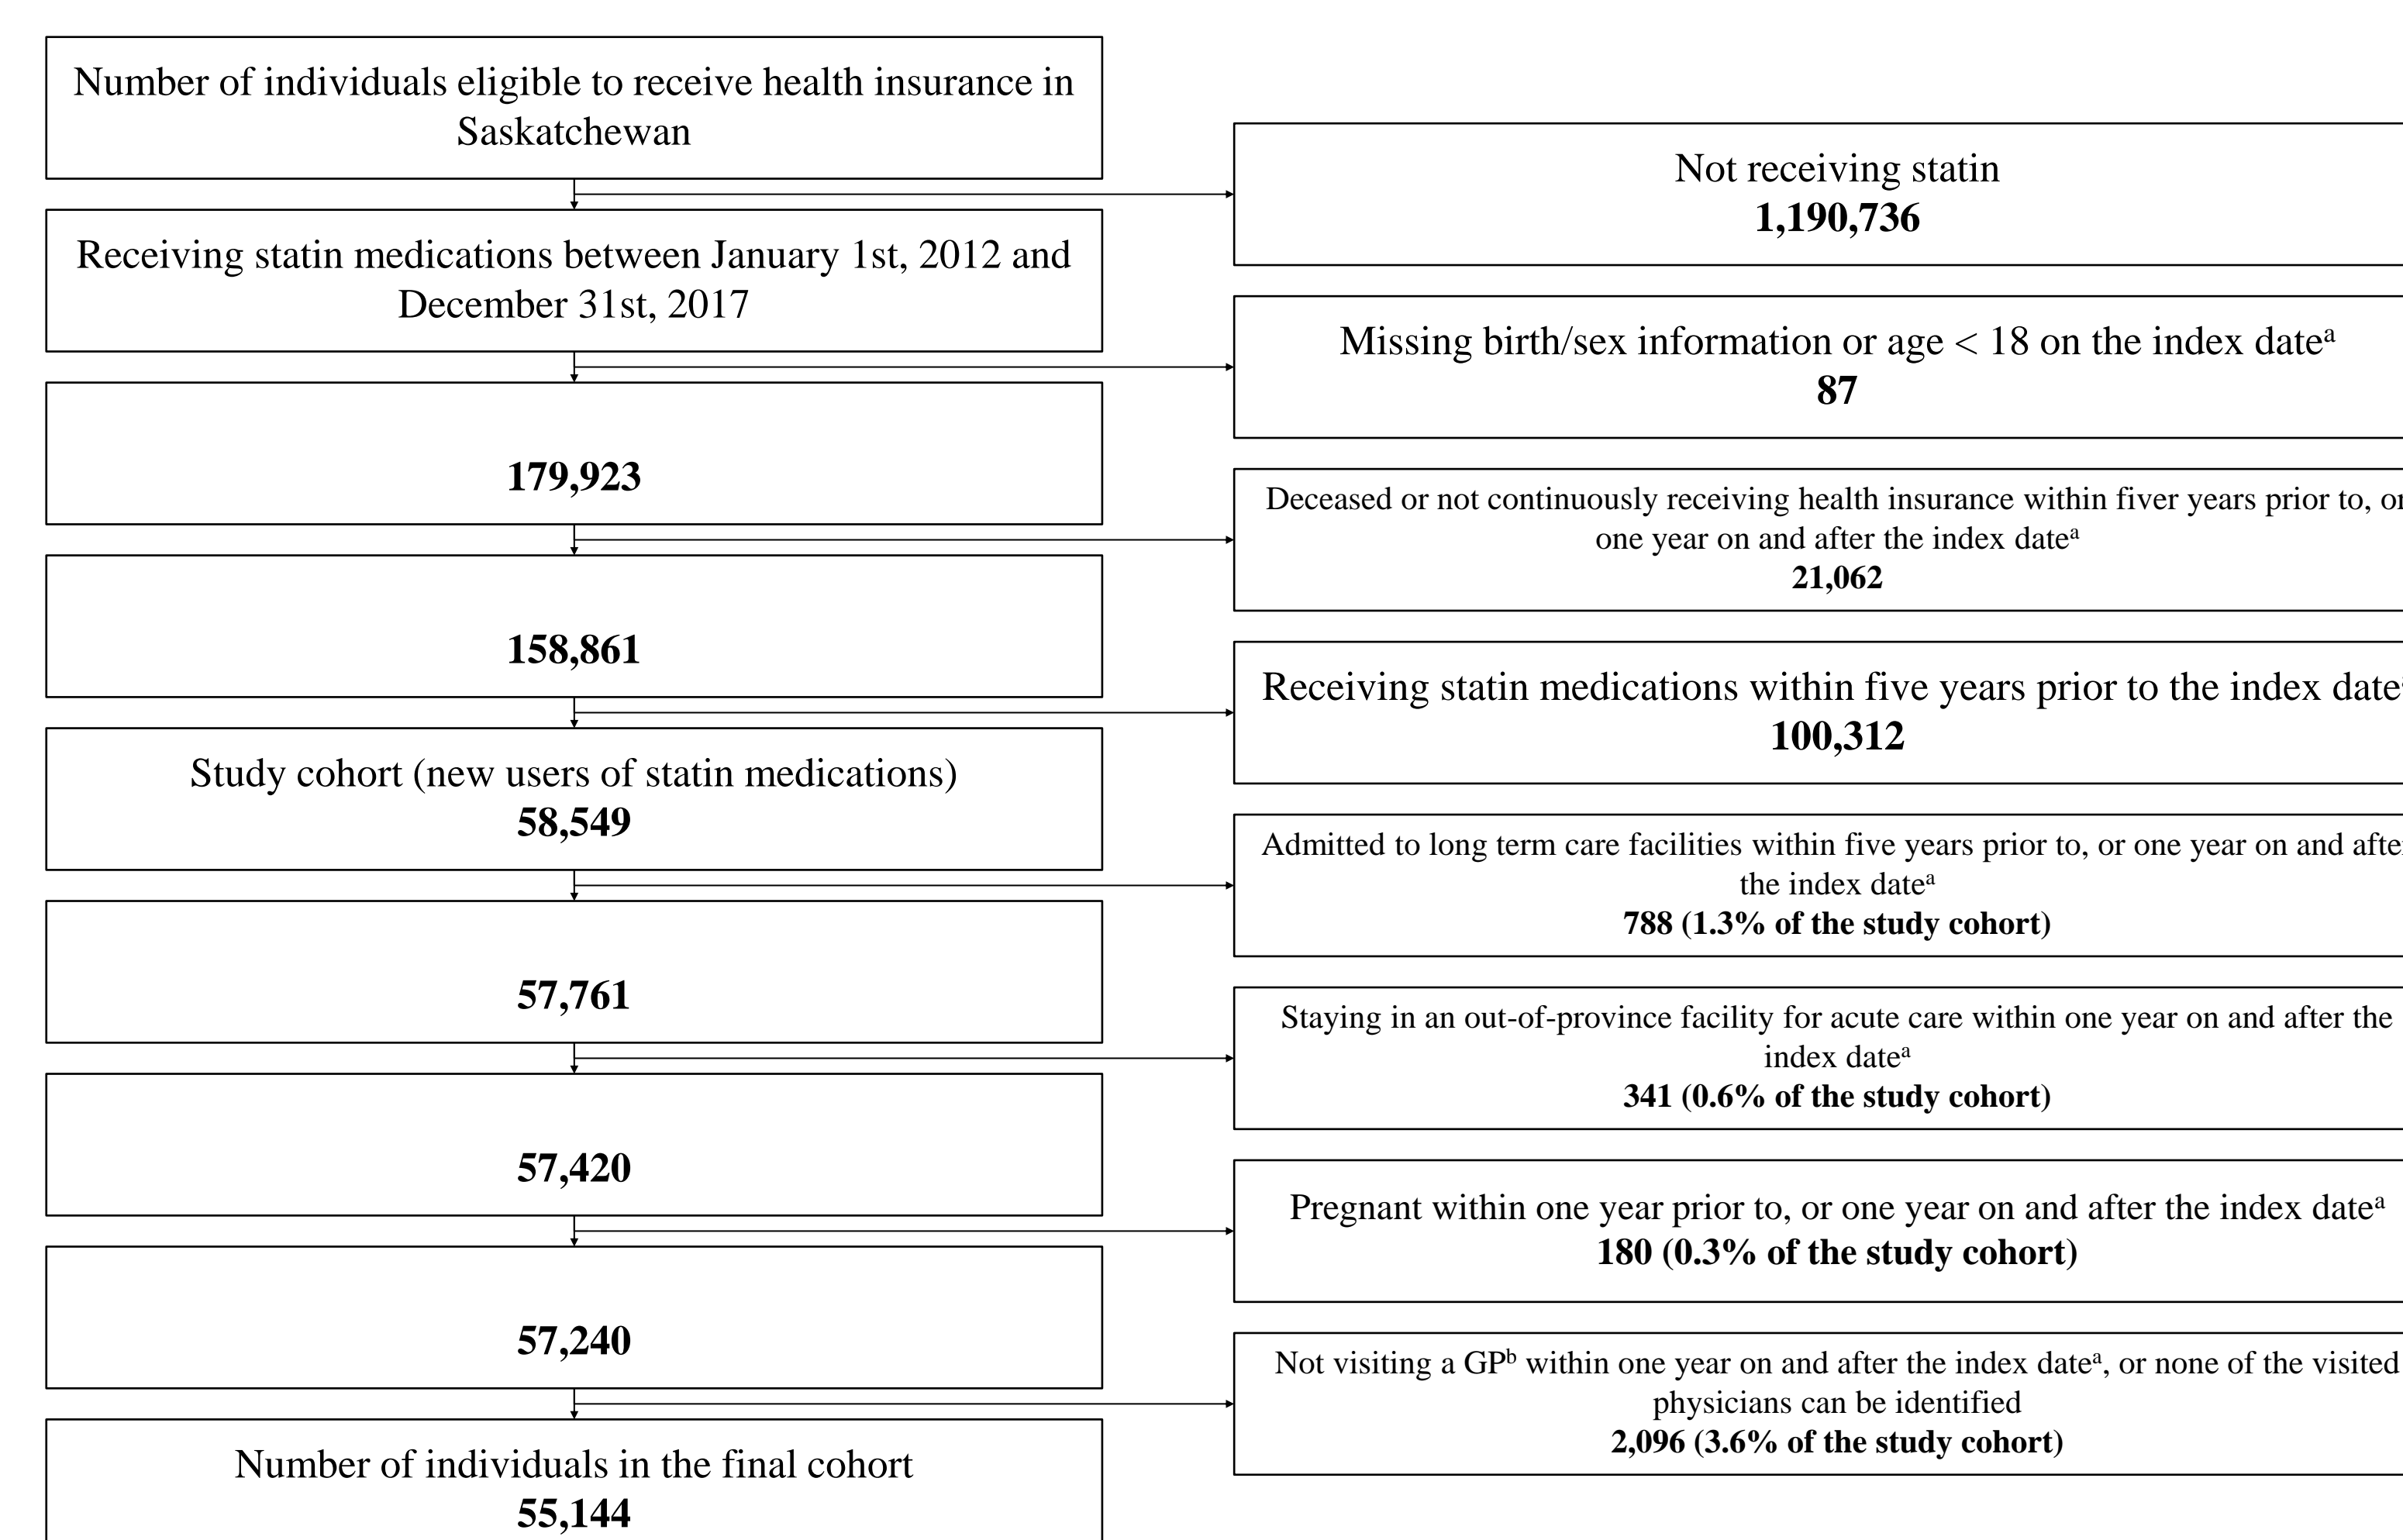 Number of individuals eligible to receive health insurance in
Saskatchewan
Not receiving statin
1,190,736
Receiving statin medications between January 1st, 2012 and
December 31st, 2017
Missing birth/sex information or age < 18 on the index dateᵃ
87
179,923
Deceased or not continuously receiving health insurance within fiver years prior to, or
one year on and after the index dateᵃ
21,062
158,861
Receiving statin medications within five years prior to the index dateᵃ
100,312
Study cohort (new users of statin medications)
58,549
Admitted to long term care facilities within five years prior to, or one year on and after
the index dateᵃ
788 (1.3% of the study cohort)
57,761
Staying in an out-of-province facility for acute care within one year on and after the
index dateᵃ
341 (0.6% of the study cohort)
57,420
Pregnant within one year prior to, or one year on and after the index dateᵃ
180 (0.3% of the study cohort)
57,240
Not visiting a GPᵇ within one year on and after the index dateᵃ, or none of the visited
physicians can be identified
2,096 (3.6% of the study cohort)
Number of individuals in the final cohort
55,144